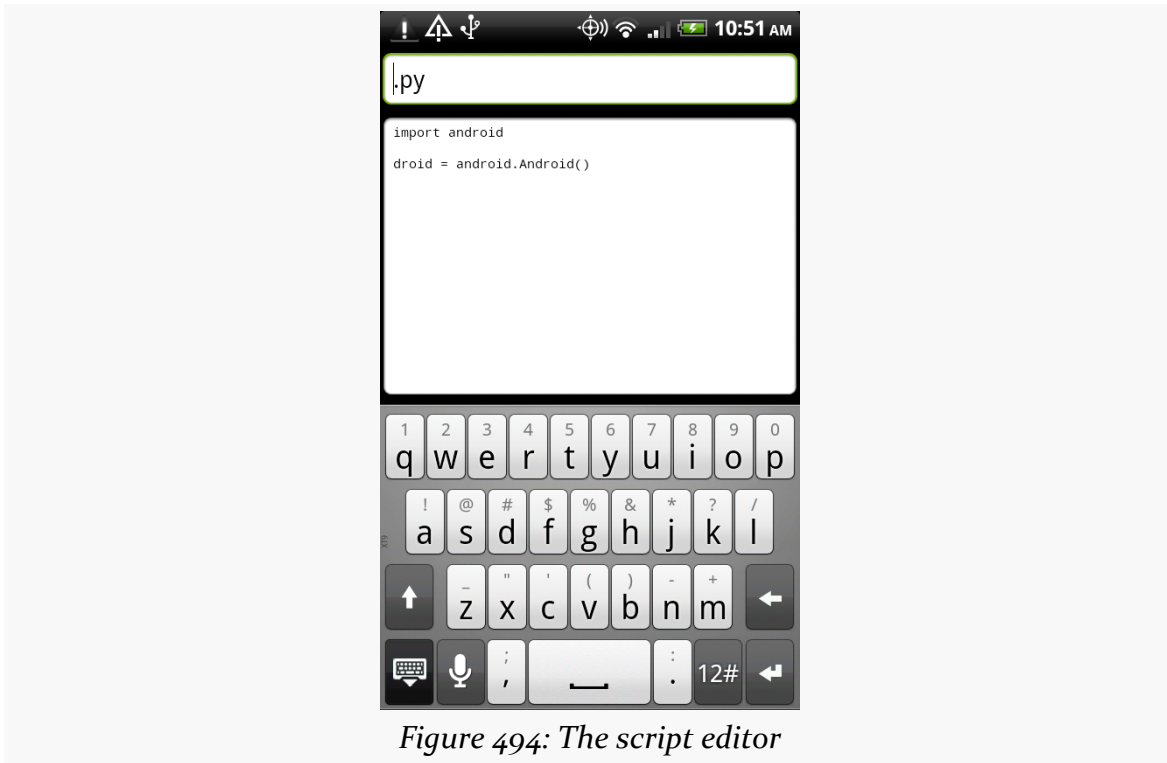 10:51 AM
.py
import android
droid = android.Android()
1 2 3 4 5 6 7 8 9 0
q w e r t y u i o p
! @ # $ % & * ? /
a s d f g h j k l
XT9
_ " ' ( ) - +
z x c v b n m
; :
, . 12#
Figure 494: The script editor